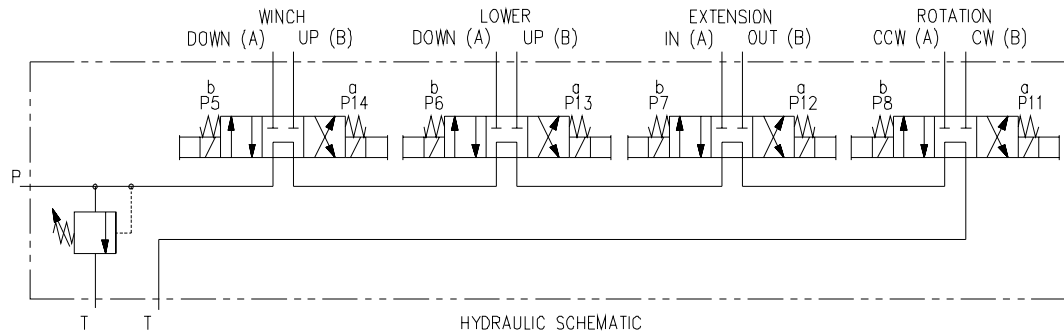 WINCH LOWER EXTENSION ROTATION
DOWN (A) UP (B) DOWN (A) UP (B) IN (A) OUT (B) CCW (A) CW (B)
b a b a b a b a
P5 P14 P6 P13 P7 P12 P8 P11
P
T T HYDRAULIC SCHEMATIC